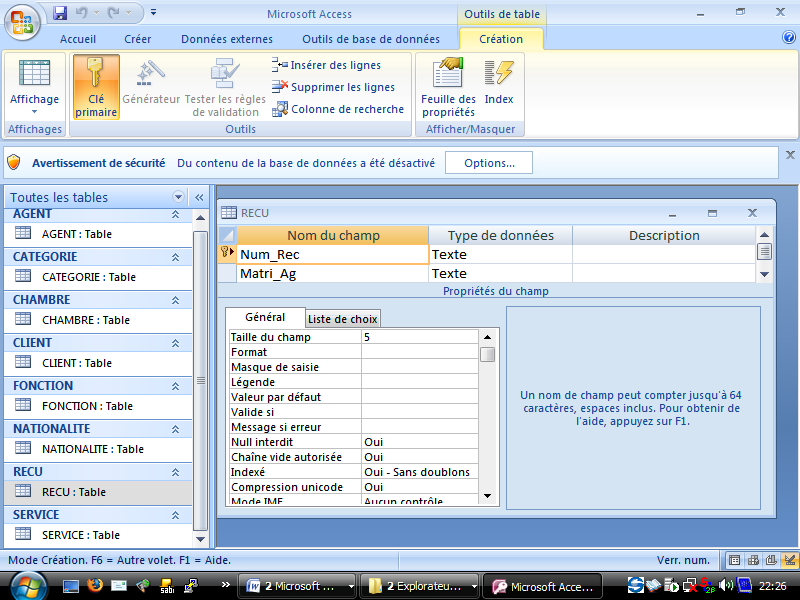 Microsoft Access
Outils de table
Accueil
Créer
Données externes
Outils de base de données
Création
Affichage
Clé primaire
Générateur
Tester les règles de validation
Insérer des lignes
Supprimer les lignes
Colonne de recherche
Feuille des propriétés
Index
Affichages
Outils
Afficher/Masquer
Avertissement de sécurité Du contenu de la base de données a été désactivé Options...
Toutes les tables
AGENT
AGENT : Table
CATEGORIE
CATEGORIE : Table
CHAMBRE
CHAMBRE : Table
CLIENT
CLIENT : Table
FONCTION
FONCTION : Table
NATIONALITE
NATIONALITE : Table
RECU
RECU : Table
SERVICE
SERVICE : Table
RECU
Nom du champ Type de données Description
Num_Rec Texte
Matri_Ag Texte
Propriétés du champ
Général Liste de choix
Taille du champ 5
Format
Masque de saisie
Légende
Valeur par défaut
Valide si
Message si erreur
Null interdit Oui
Chaîne vide autorisée Oui
Indexé Oui - Sans doublons
Compression unicode Oui
Mode IME Aucun contrôle
Un nom de champ peut compter jusqu'à 64
caractères, espaces inclus. Pour obtenir de
l'aide, appuyez sur F1.
Mode Création. F6 = Autre volet. F1 = Aide. Verr. num.
2 Microsoft ... 2 Explorateu... Microsoft Acce... 22:26